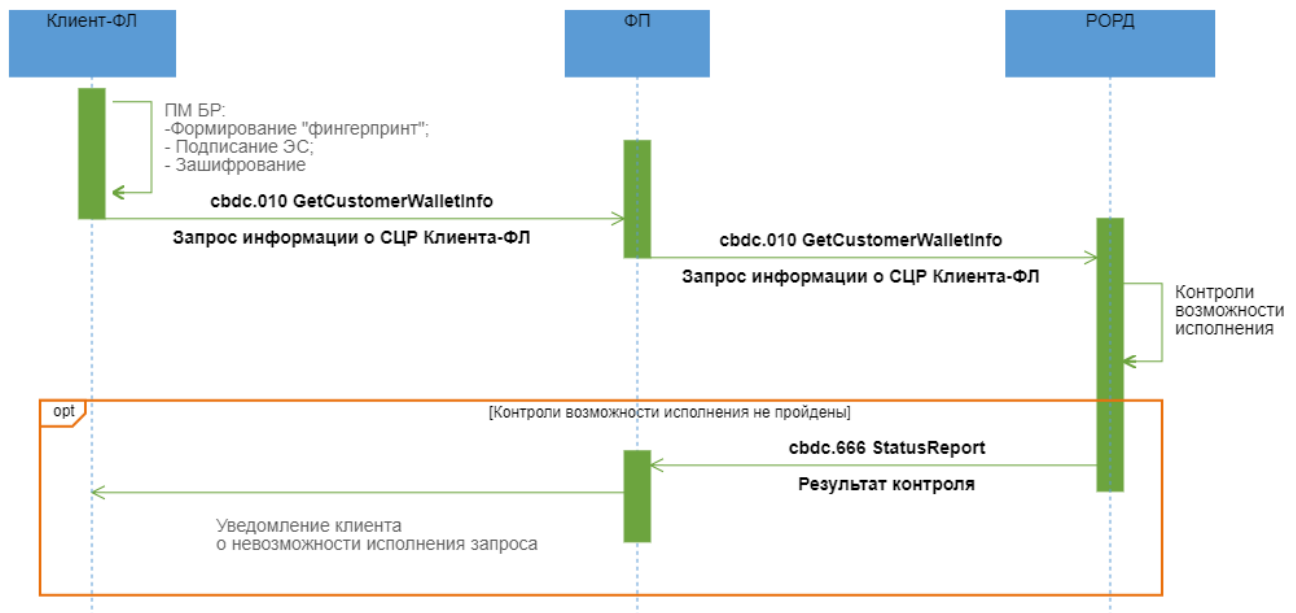 Клиент-ФЛ
ФП
РОРД
ПМ БР:
-Формирование "фингерпринт";
- Подписание ЭС;
- Зашифрование
cbdc.010 GetCustomerWalletInfo
Запрос информации о СЦР Клиента-ФЛ
cbdc.010 GetCustomerWalletInfo
Запрос информации о СЦР Клиента-ФЛ
Контроли
возможности
исполнения
opt
[Контроли возможности исполнения не пройдены]
cbdc.666 StatusReport
Результат контроля
Уведомление клиента
о невозможности исполнения запроса